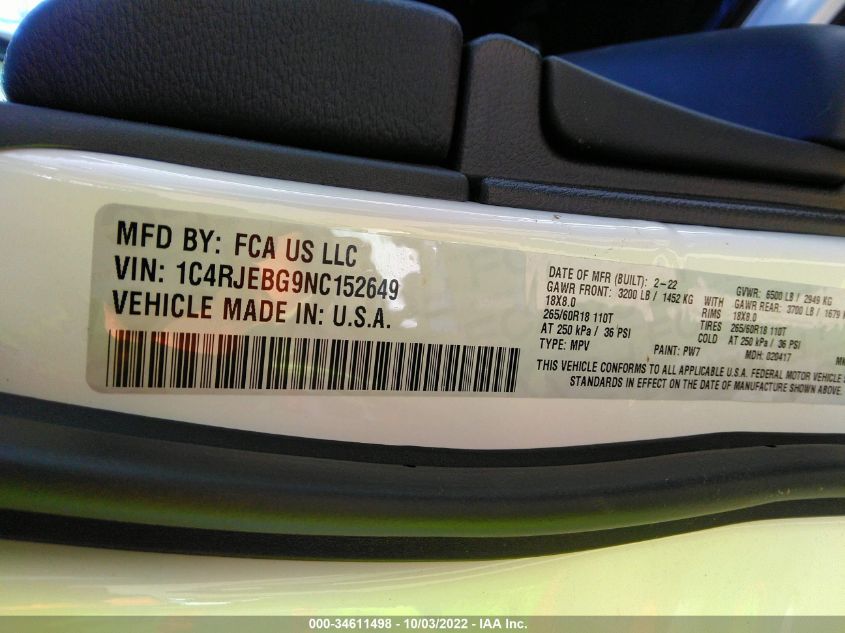 MFD BY: FCA US LLC
VIN: 1C4RJEBG9NC152649
VEHICLE MADE IN: U.S.A.
DATE OF MFR (BUILT): 2-22 GVWR: 6500 LB / 2949 KG
GAWR FRONT: 3200 LB / 1452 KG WITH GAWR REAR: 3700 LB / 1679
18X8.0 RIMS 18X8.0
265/60R18 110T TIRES 265/60R18 110T
AT 250 kPa / 36 PSI COLD AT 250 kPa / 36 PSI
TYPE: MPV PAINT: PW7 MDH: 020417
THIS VEHICLE CONFORMS TO ALL APPLICABLE U.S.A. FEDERAL MOTOR VEHICLE
STANDARDS IN EFFECT ON THE DATE OF MANUFACTURE SHOWN ABOVE.
000-34611498 - 10/03/2022 - IAA Inc.